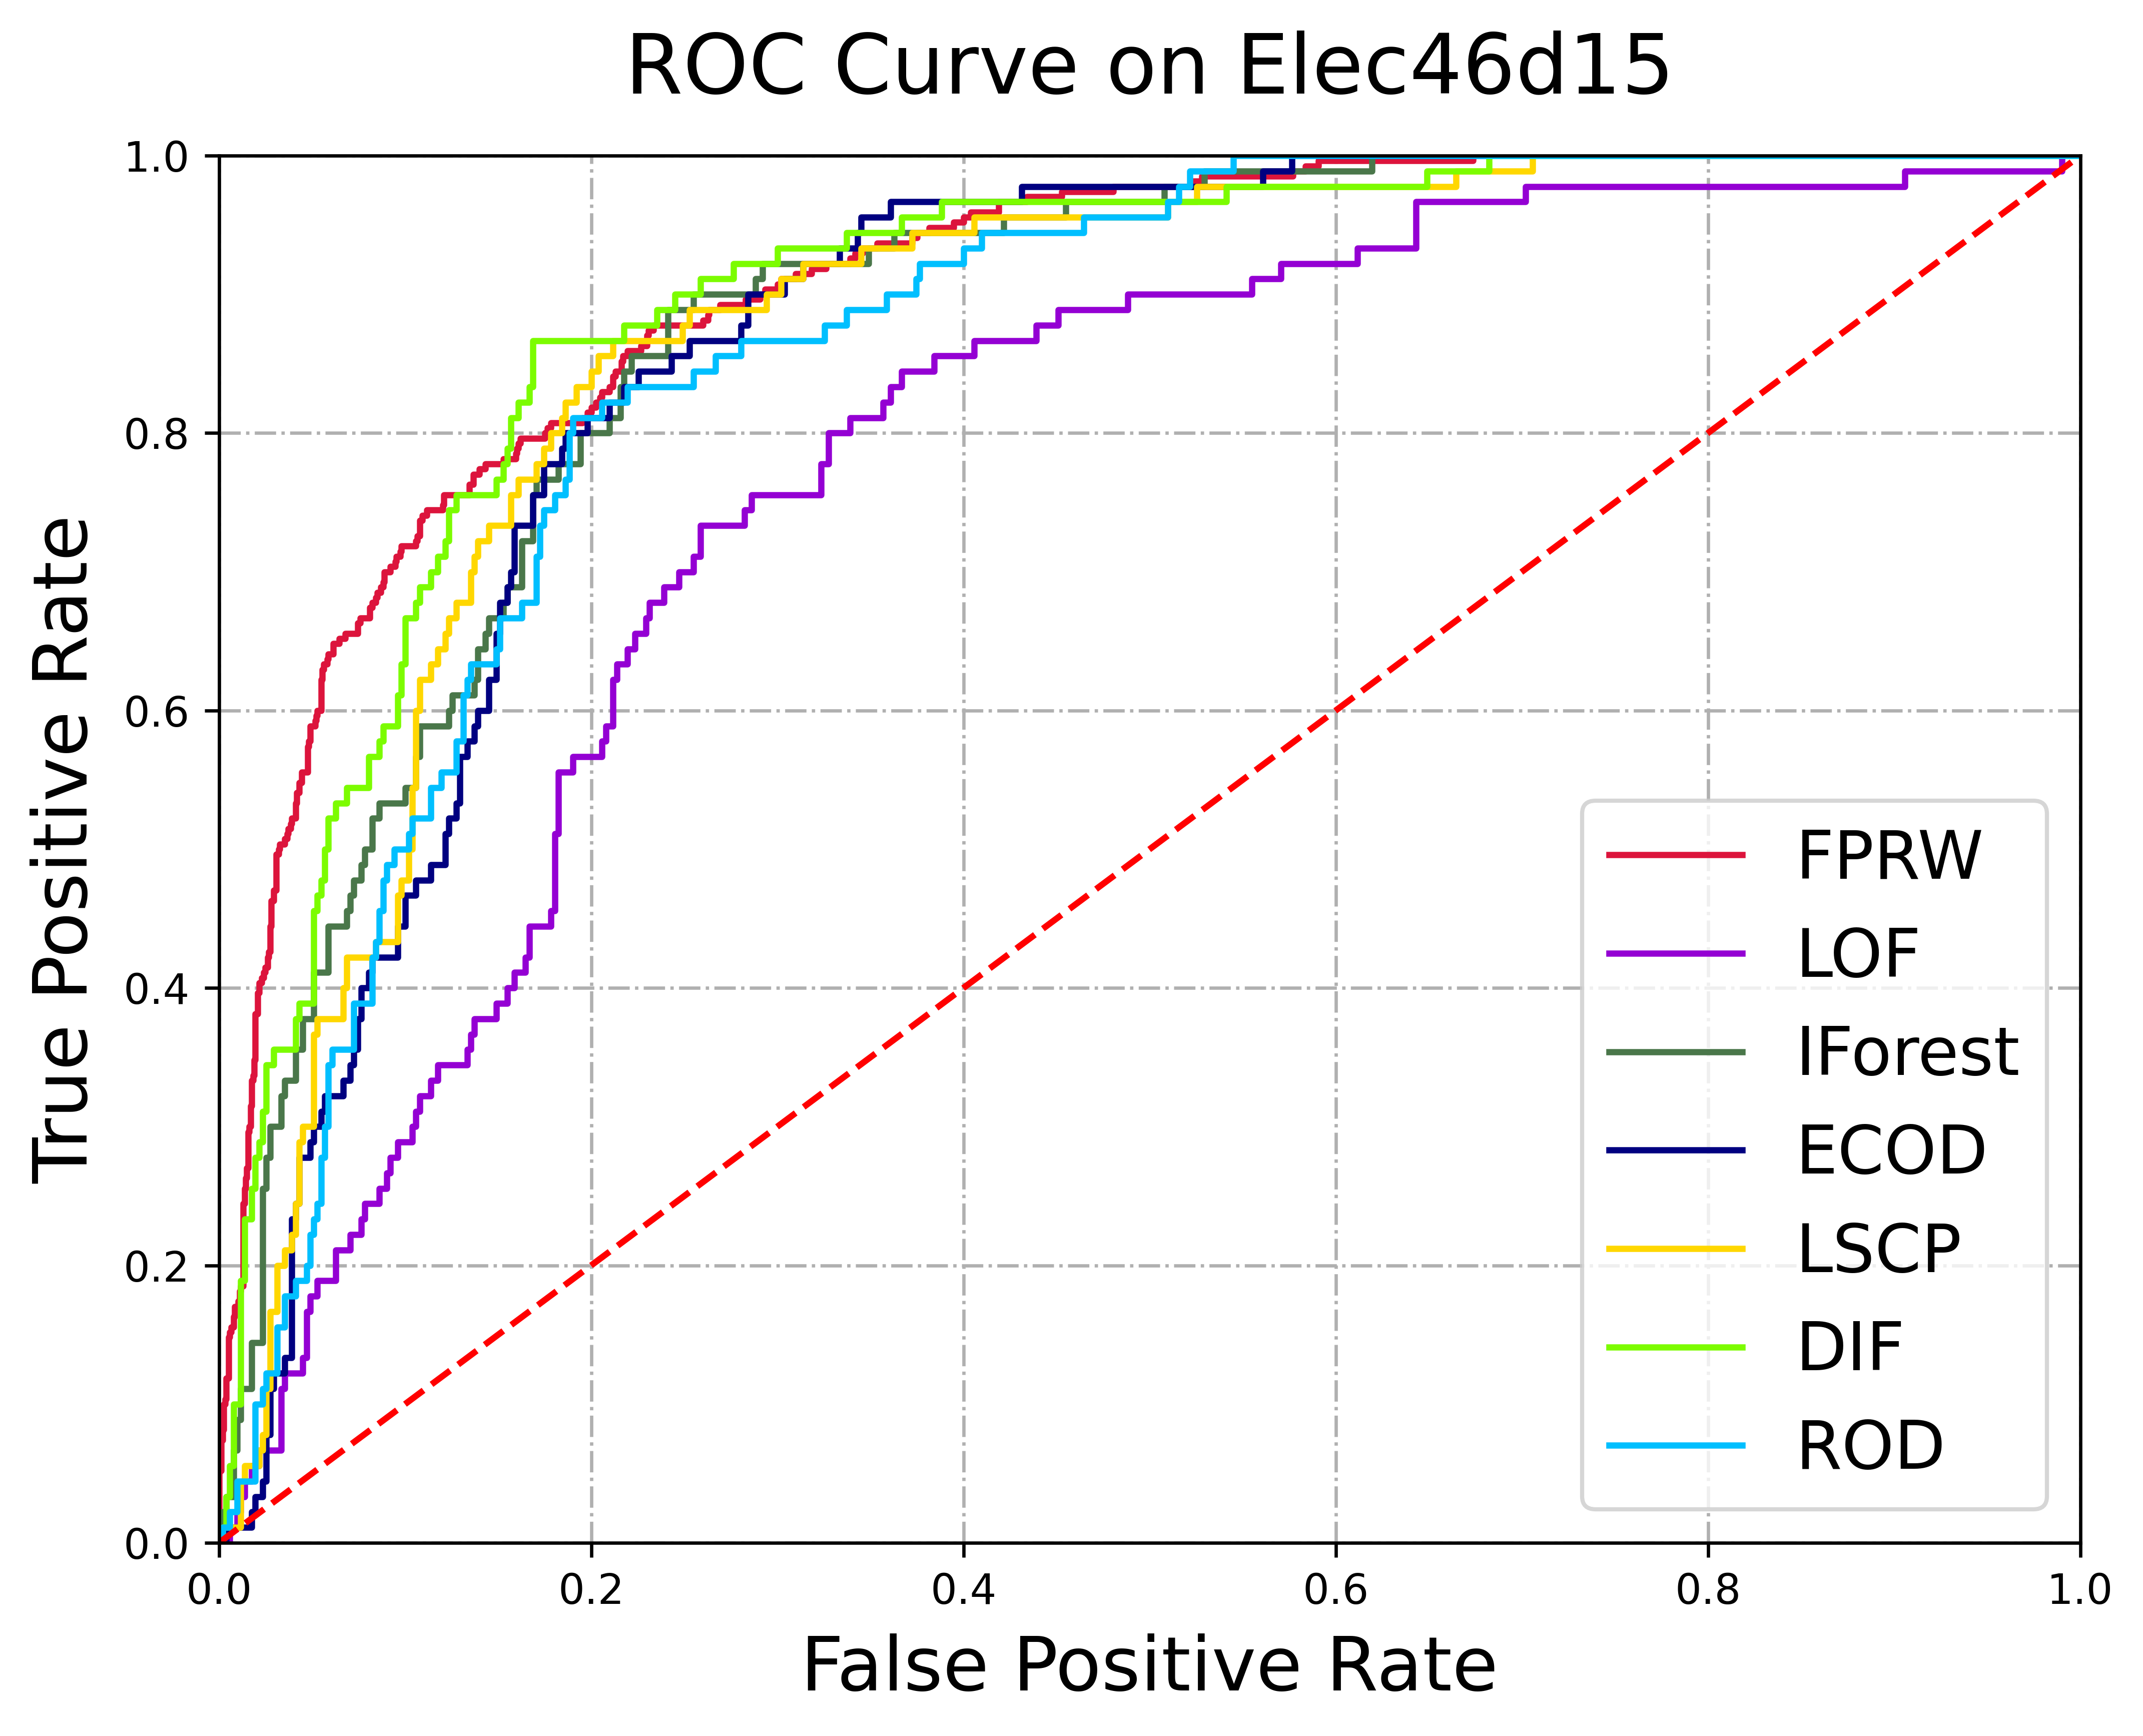 ROC Curve on Elec46d15
True Positive Rate
1.0
0.8
0.6
0.4
0.2
0.0
0.0 0.2 0.4 0.6 0.8 1.0
False Positive Rate
FPRW
LOF
IForest
ECOD
LSCP
DIF
ROD